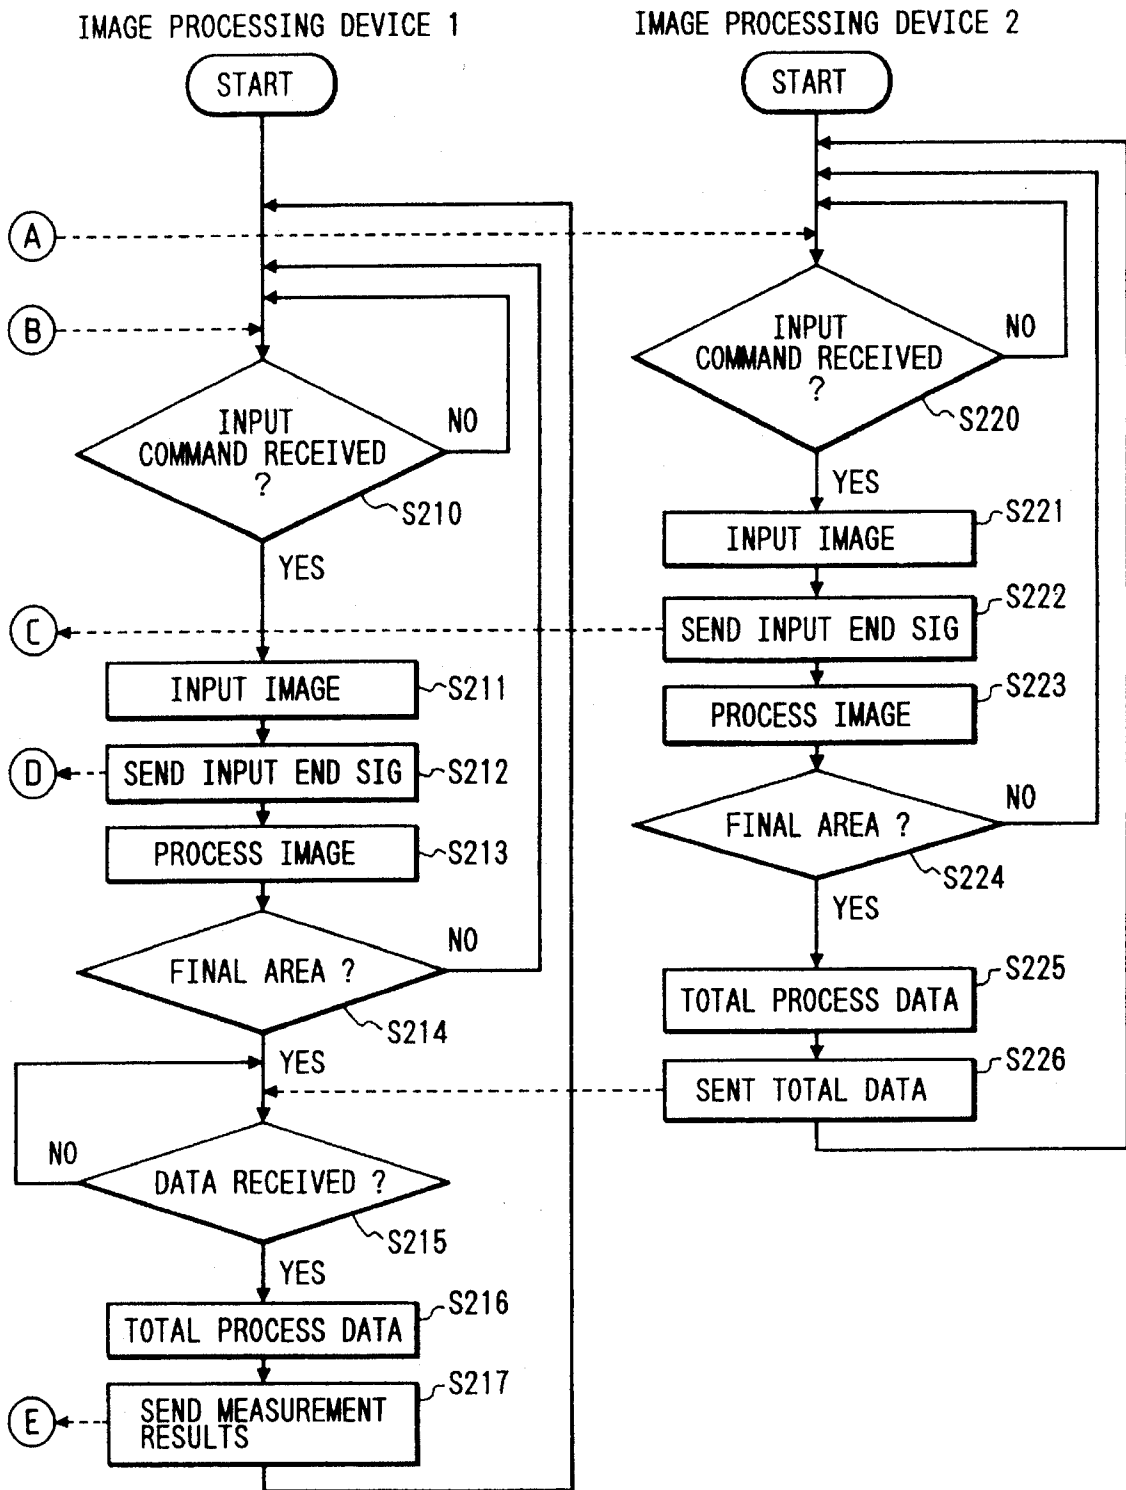 IMAGE PROCESSING DEVICE 1
START
A
B
INPUT
COMMAND RECEIVED
?
NO
S210
YES
C
INPUT IMAGE
S211
D
SEND INPUT END SIG
S212
PROCESS IMAGE
S213
FINAL AREA ?
NO
S214
YES
NO
DATA RECEIVED ?
S215
YES
TOTAL PROCESS DATA
S216
E
SEND MEASUREMENT
RESULTS
S217
IMAGE PROCESSING DEVICE 2
START
INPUT
COMMAND RECEIVED
?
NO
S220
YES
INPUT IMAGE
S221
SEND INPUT END SIG
S222
PROCESS IMAGE
S223
FINAL AREA ?
NO
S224
YES
TOTAL PROCESS DATA
S225
SENT TOTAL DATA
S226